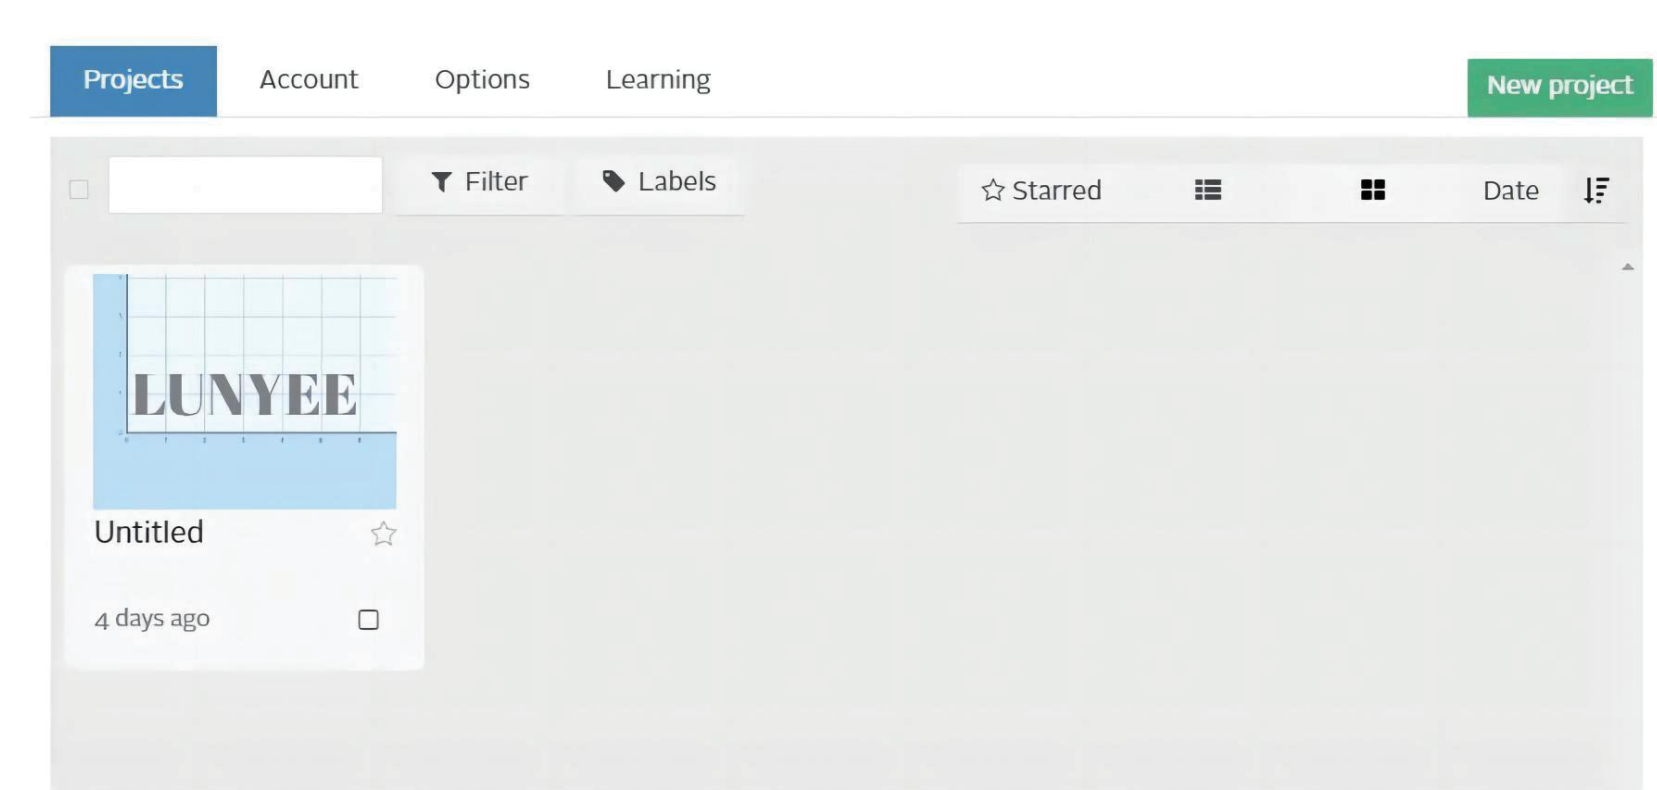 Projects Account Options Learning New project
Filter Labels Starred Date
LUNYEE
Untitled
4 days ago